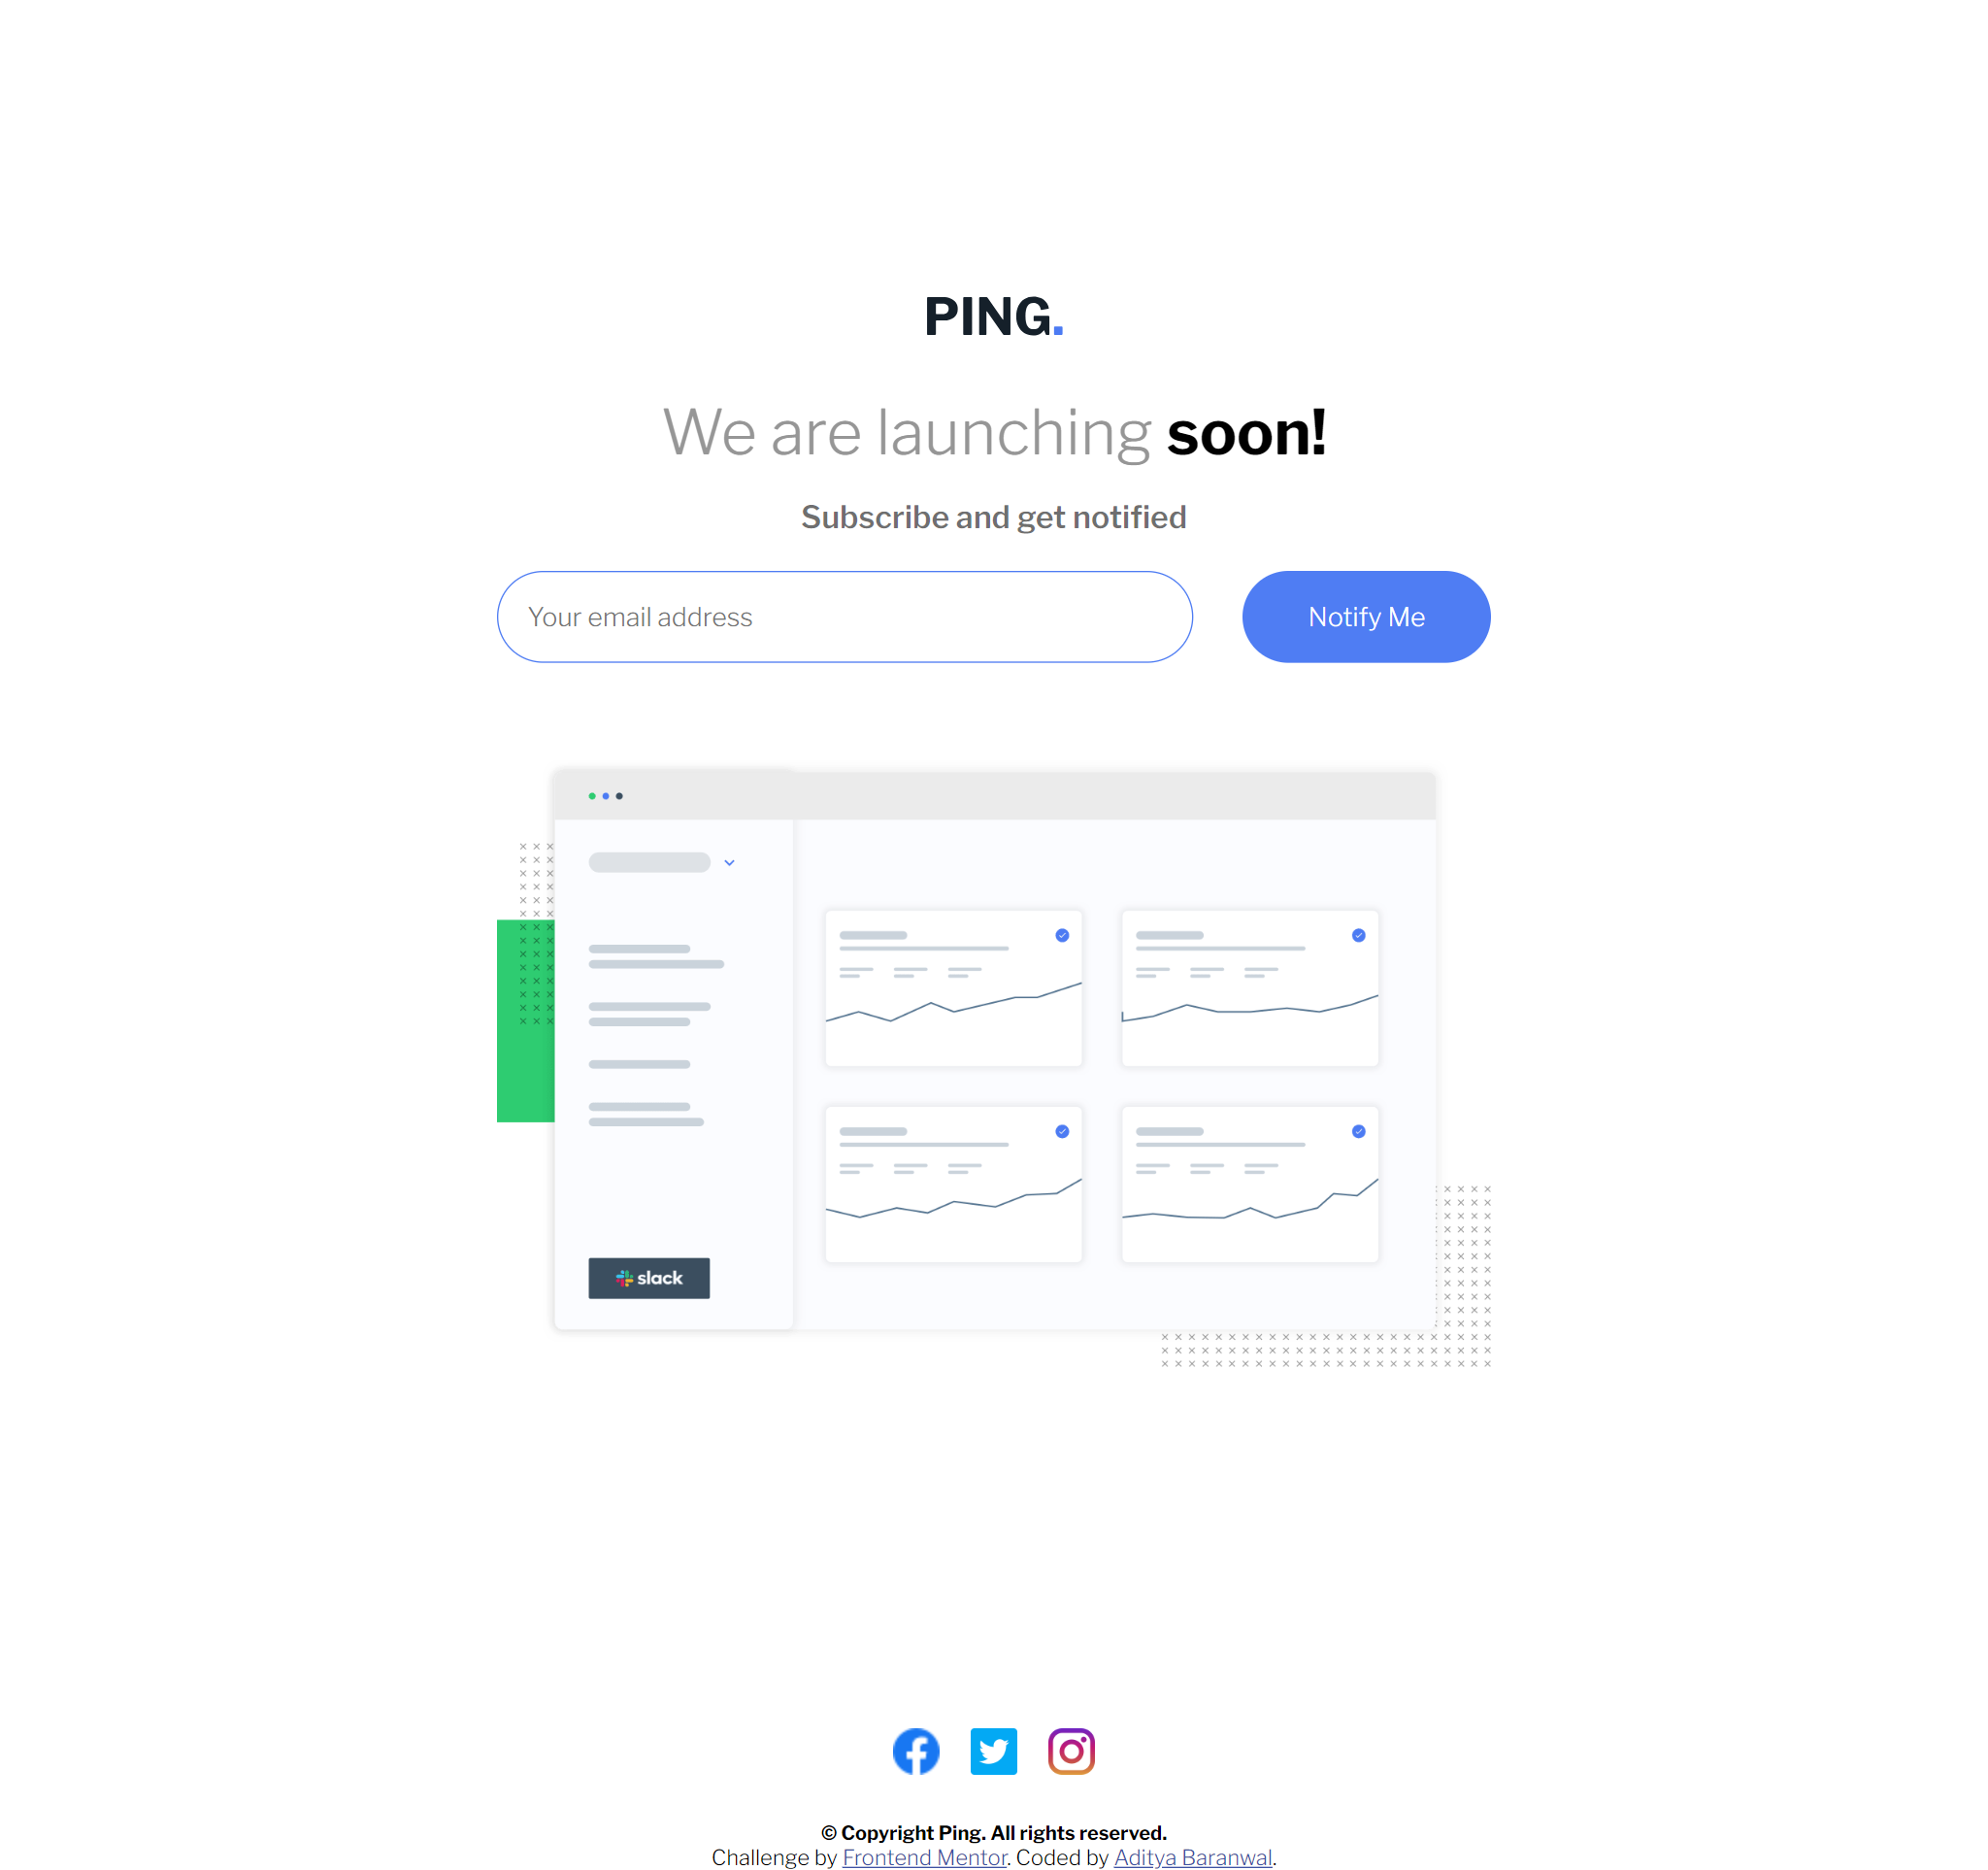 PING.
We are launching soon!
Subscribe and get notified
Your email address
Notify Me
slack
© Copyright Ping. All rights reserved.
Challenge by Frontend Mentor. Coded by Aditya Baranwal.